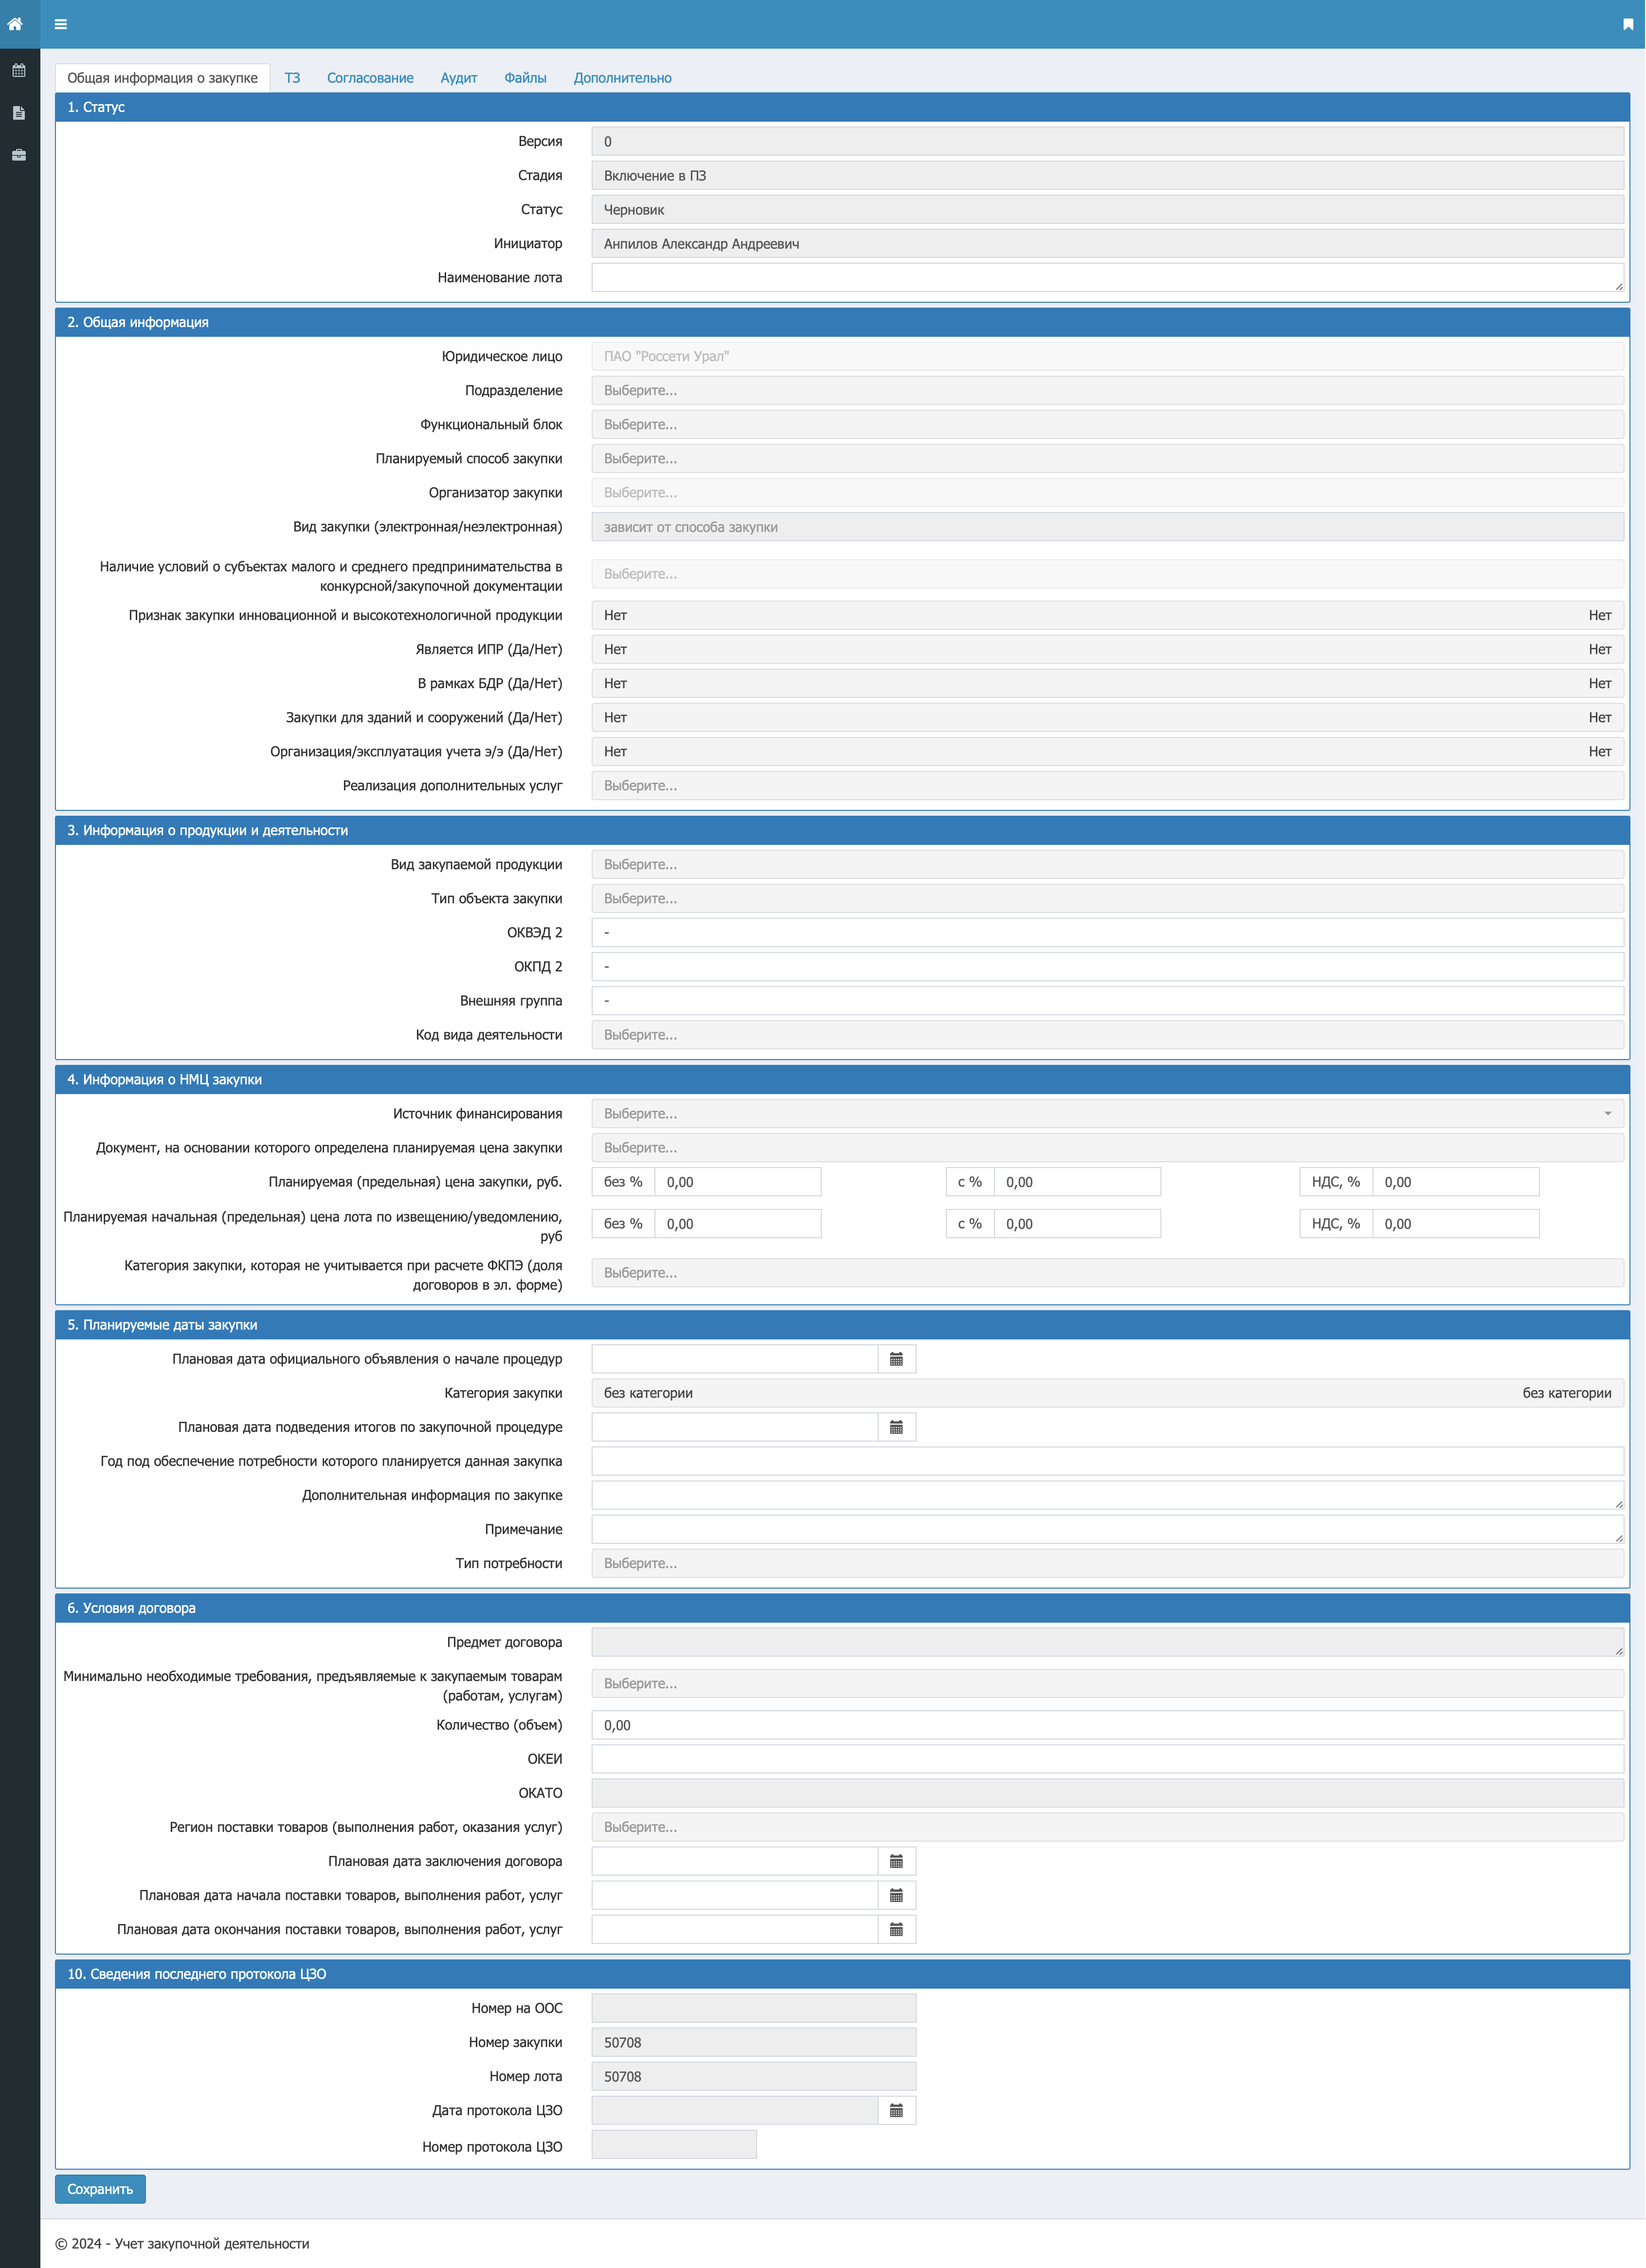 Общая информация о закупке ТЗ Согласование Аудит Файлы Дополнительно
1. Статус
Версия 0
Стадия Включение в ПЗ
Статус Черновик
Инициатор Анпилов Александр Андреевич
Наименование лота
2. Общая информация
Юридическое лицо ПАО "Россети Урал"
Подразделение Выберите...
Функциональный блок Выберите...
Планируемый способ закупки Выберите...
Организатор закупки Выберите...
Вид закупки (электронная/неэлектронная) зависит от способа закупки
Наличие условий о субъектах малого и среднего предпринимательства в
конкурсной/закупочной документации Выберите...
Признак закупки инновационной и высокотехнологичной продукции Нет Нет
Является ИПР (Да/Нет) Нет Нет
В рамках БДР (Да/Нет) Нет Нет
Закупки для зданий и сооружений (Да/Нет) Нет Нет
Организация/эксплуатация учета э/э (Да/Нет) Нет Нет
Реализация дополнительных услуг Выберите...
3. Информация о продукции и деятельности
Вид закупаемой продукции Выберите...
Тип объекта закупки Выберите...
ОКВЭД 2 -
ОКПД 2 -
Внешняя группа -
Код вида деятельности Выберите...
4. Информация о НМЦ закупки
Источник финансирования Выберите...
Документ, на основании которого определена планируемая цена закупки Выберите...
Планируемая (предельная) цена закупки, руб. без % 0,00 с % 0,00 НДС, % 0,00
Планируемая начальная (предельная) цена лота по извещению/уведомлению,
руб без % 0,00 с % 0,00 НДС, % 0,00
Категория закупки, которая не учитывается при расчете ФКПЭ (доля
договоров в эл. форме) Выберите...
5. Планируемые даты закупки
Плановая дата официального объявления о начале процедур
Категория закупки без категории без категории
Плановая дата подведения итогов по закупочной процедуре
Год под обеспечение потребности которого планируется данная закупка
Дополнительная информация по закупке
Примечание
Тип потребности Выберите...
6. Условия договора
Предмет договора
Минимально необходимые требования, предъявляемые к закупаемым товарам
(работам, услугам) Выберите...
Количество (объем) 0,00
ОКЕИ
ОКАТО
Регион поставки товаров (выполнения работ, оказания услуг) Выберите...
Плановая дата заключения договора
Плановая дата начала поставки товаров, выполнения работ, услуг
Плановая дата окончания поставки товаров, выполнения работ, услуг
10. Сведения последнего протокола ЦЗО
Номер на ООС
Номер закупки 50708
Номер лота 50708
Дата протокола ЦЗО
Номер протокола ЦЗО
Сохранить
© 2024 - Учет закупочной деятельности